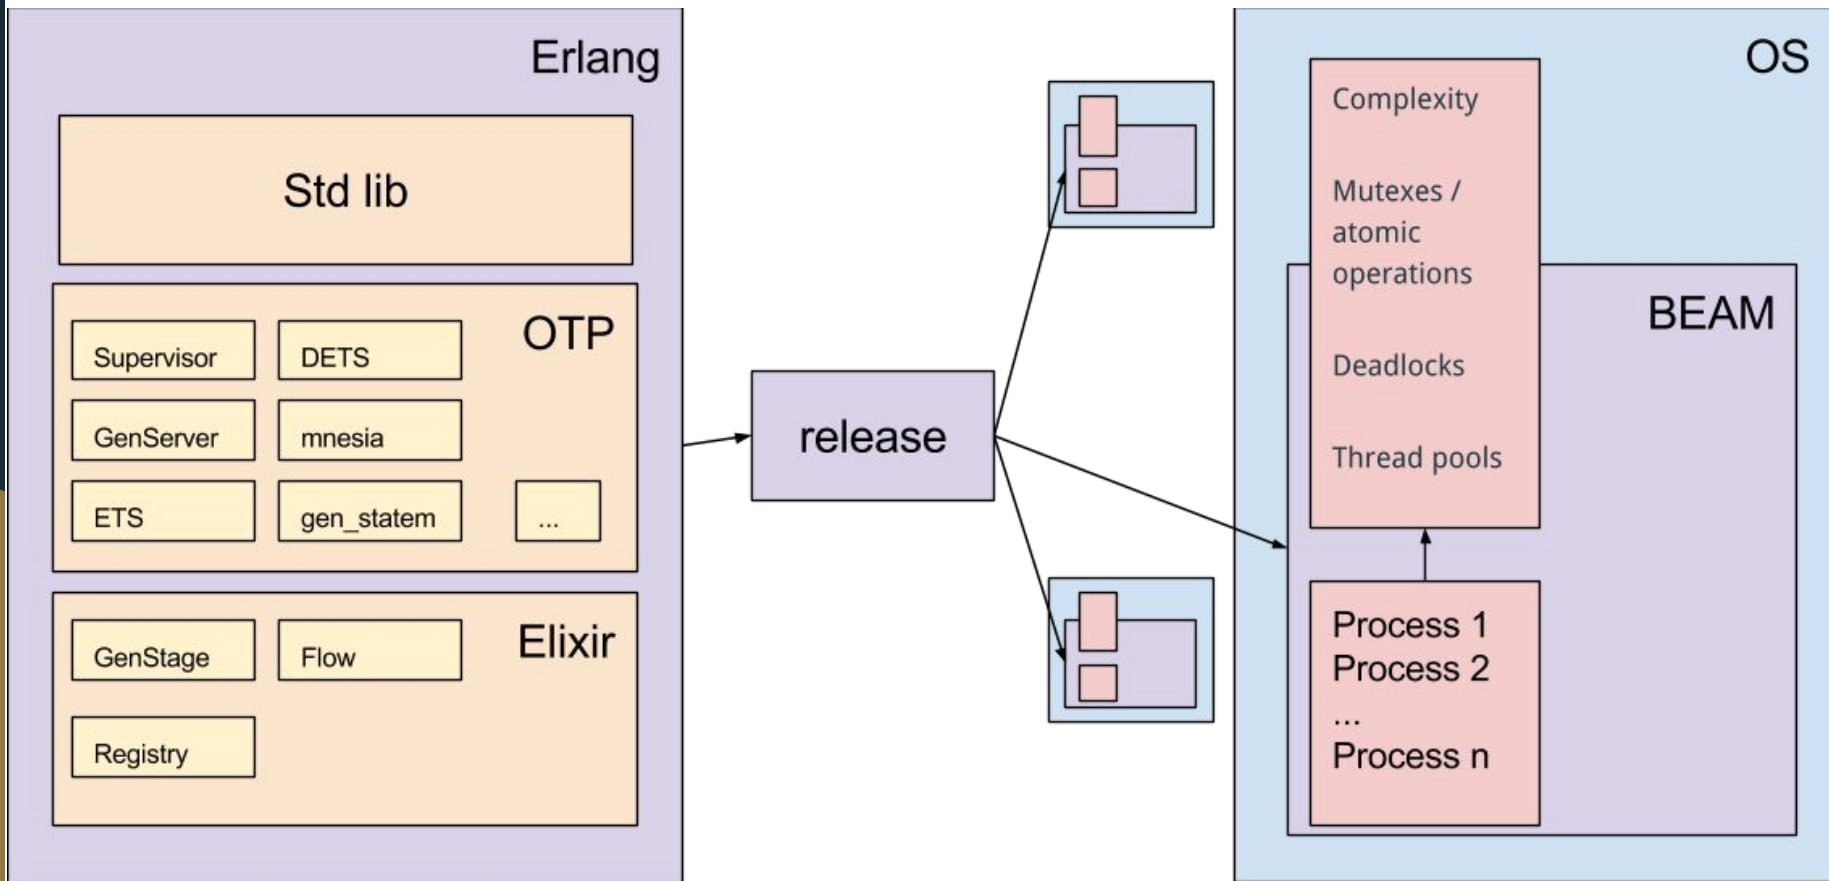 Erlang
Std lib
OTP
Supervisor
DETS
GenServer
mnesia
ETS
gen_statem
...
Elixir
GenStage
Flow
Registry
release
OS
Complexity
Mutexes /
atomic
operations
Deadlocks
Thread pools
BEAM
Process 1
Process 2
...
Process n